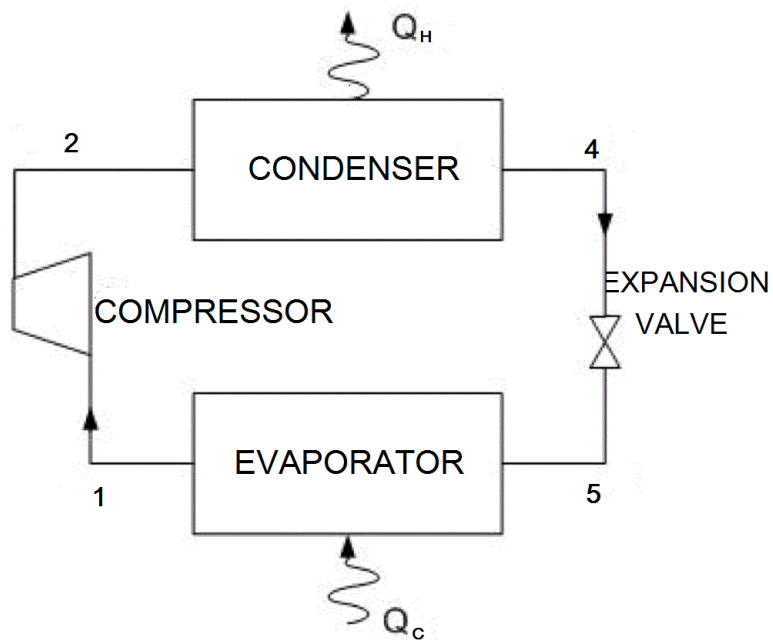 QH
2
CONDENSER
4
EXPANSION
VALVE
COMPRESSOR
EVAPORATOR
1
5
QC